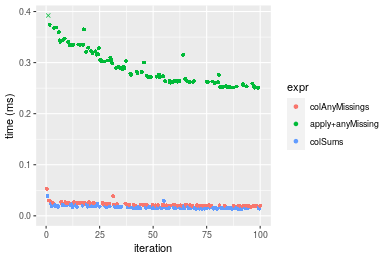 0.4
0.3
0.2
0.1
0.0
time (ms)
0
25
50
75
100
iteration
expr
colAnyMissings
apply+anyMissing
colSums